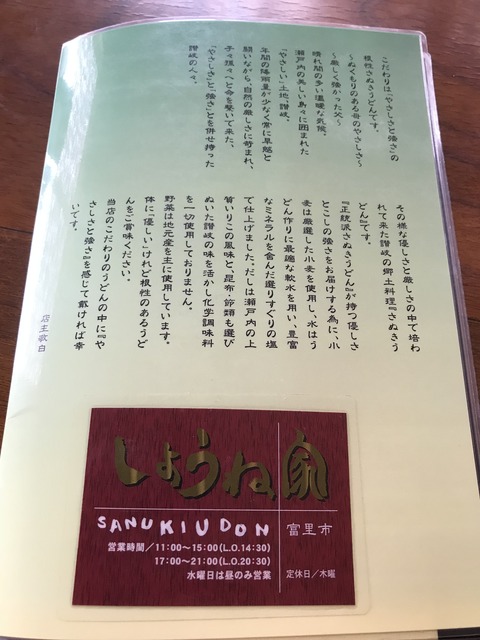 こだわりは「やさしさと強さ」の
根性さぬきうどんです。
〜ぬくもりのある母のやさしさ〜
〜厳しく強かった父〜
晴れ間の多い温暖な気候。
瀬戸内の美しい島々に囲まれた
「やさしい」土地、讃岐。
年間の降雨量が少なく常に旱魃と
闘いながら、自然の厳しさに苛まれ、
子々孫々へと命を繋いで来た、
「やさしさ」と「強さ」とを併せ持った
讃岐の人々。
その様な優しさと厳しさの中で培わ
れて来た讃岐の郷土料理『さぬきう
どん』です。
『正統派さぬきうどん』が持つ優しさ
とこしの強さをお届けする為に、小
麦は厳選した小麦を使用し、水はう
どん作りに最適な軟水を用い、豊富
なミネラルを含んだ選りすぐりの塩
で仕上げました。だしは瀬戸内の上
質いりこの風味と、昆布・節類も選び
ぬいた讃岐の味を活かし化学調味料
を一切使用しておりません。
野菜は地元産を主に使用しています。
体に「優しい」けれど根性のあるうど
んをご賞味ください。
当店のこだわりのうどんの中に『や
さしさと強さ』を感じて戴ければ幸
いです。
店主敬白
しょうね家
SANUKIUDON
富里市
営業時間/11:00〜15:00(L.O.14:30)
17:00〜21:00(L.O.20:30)
水曜日は昼のみ営業
定休日/木曜